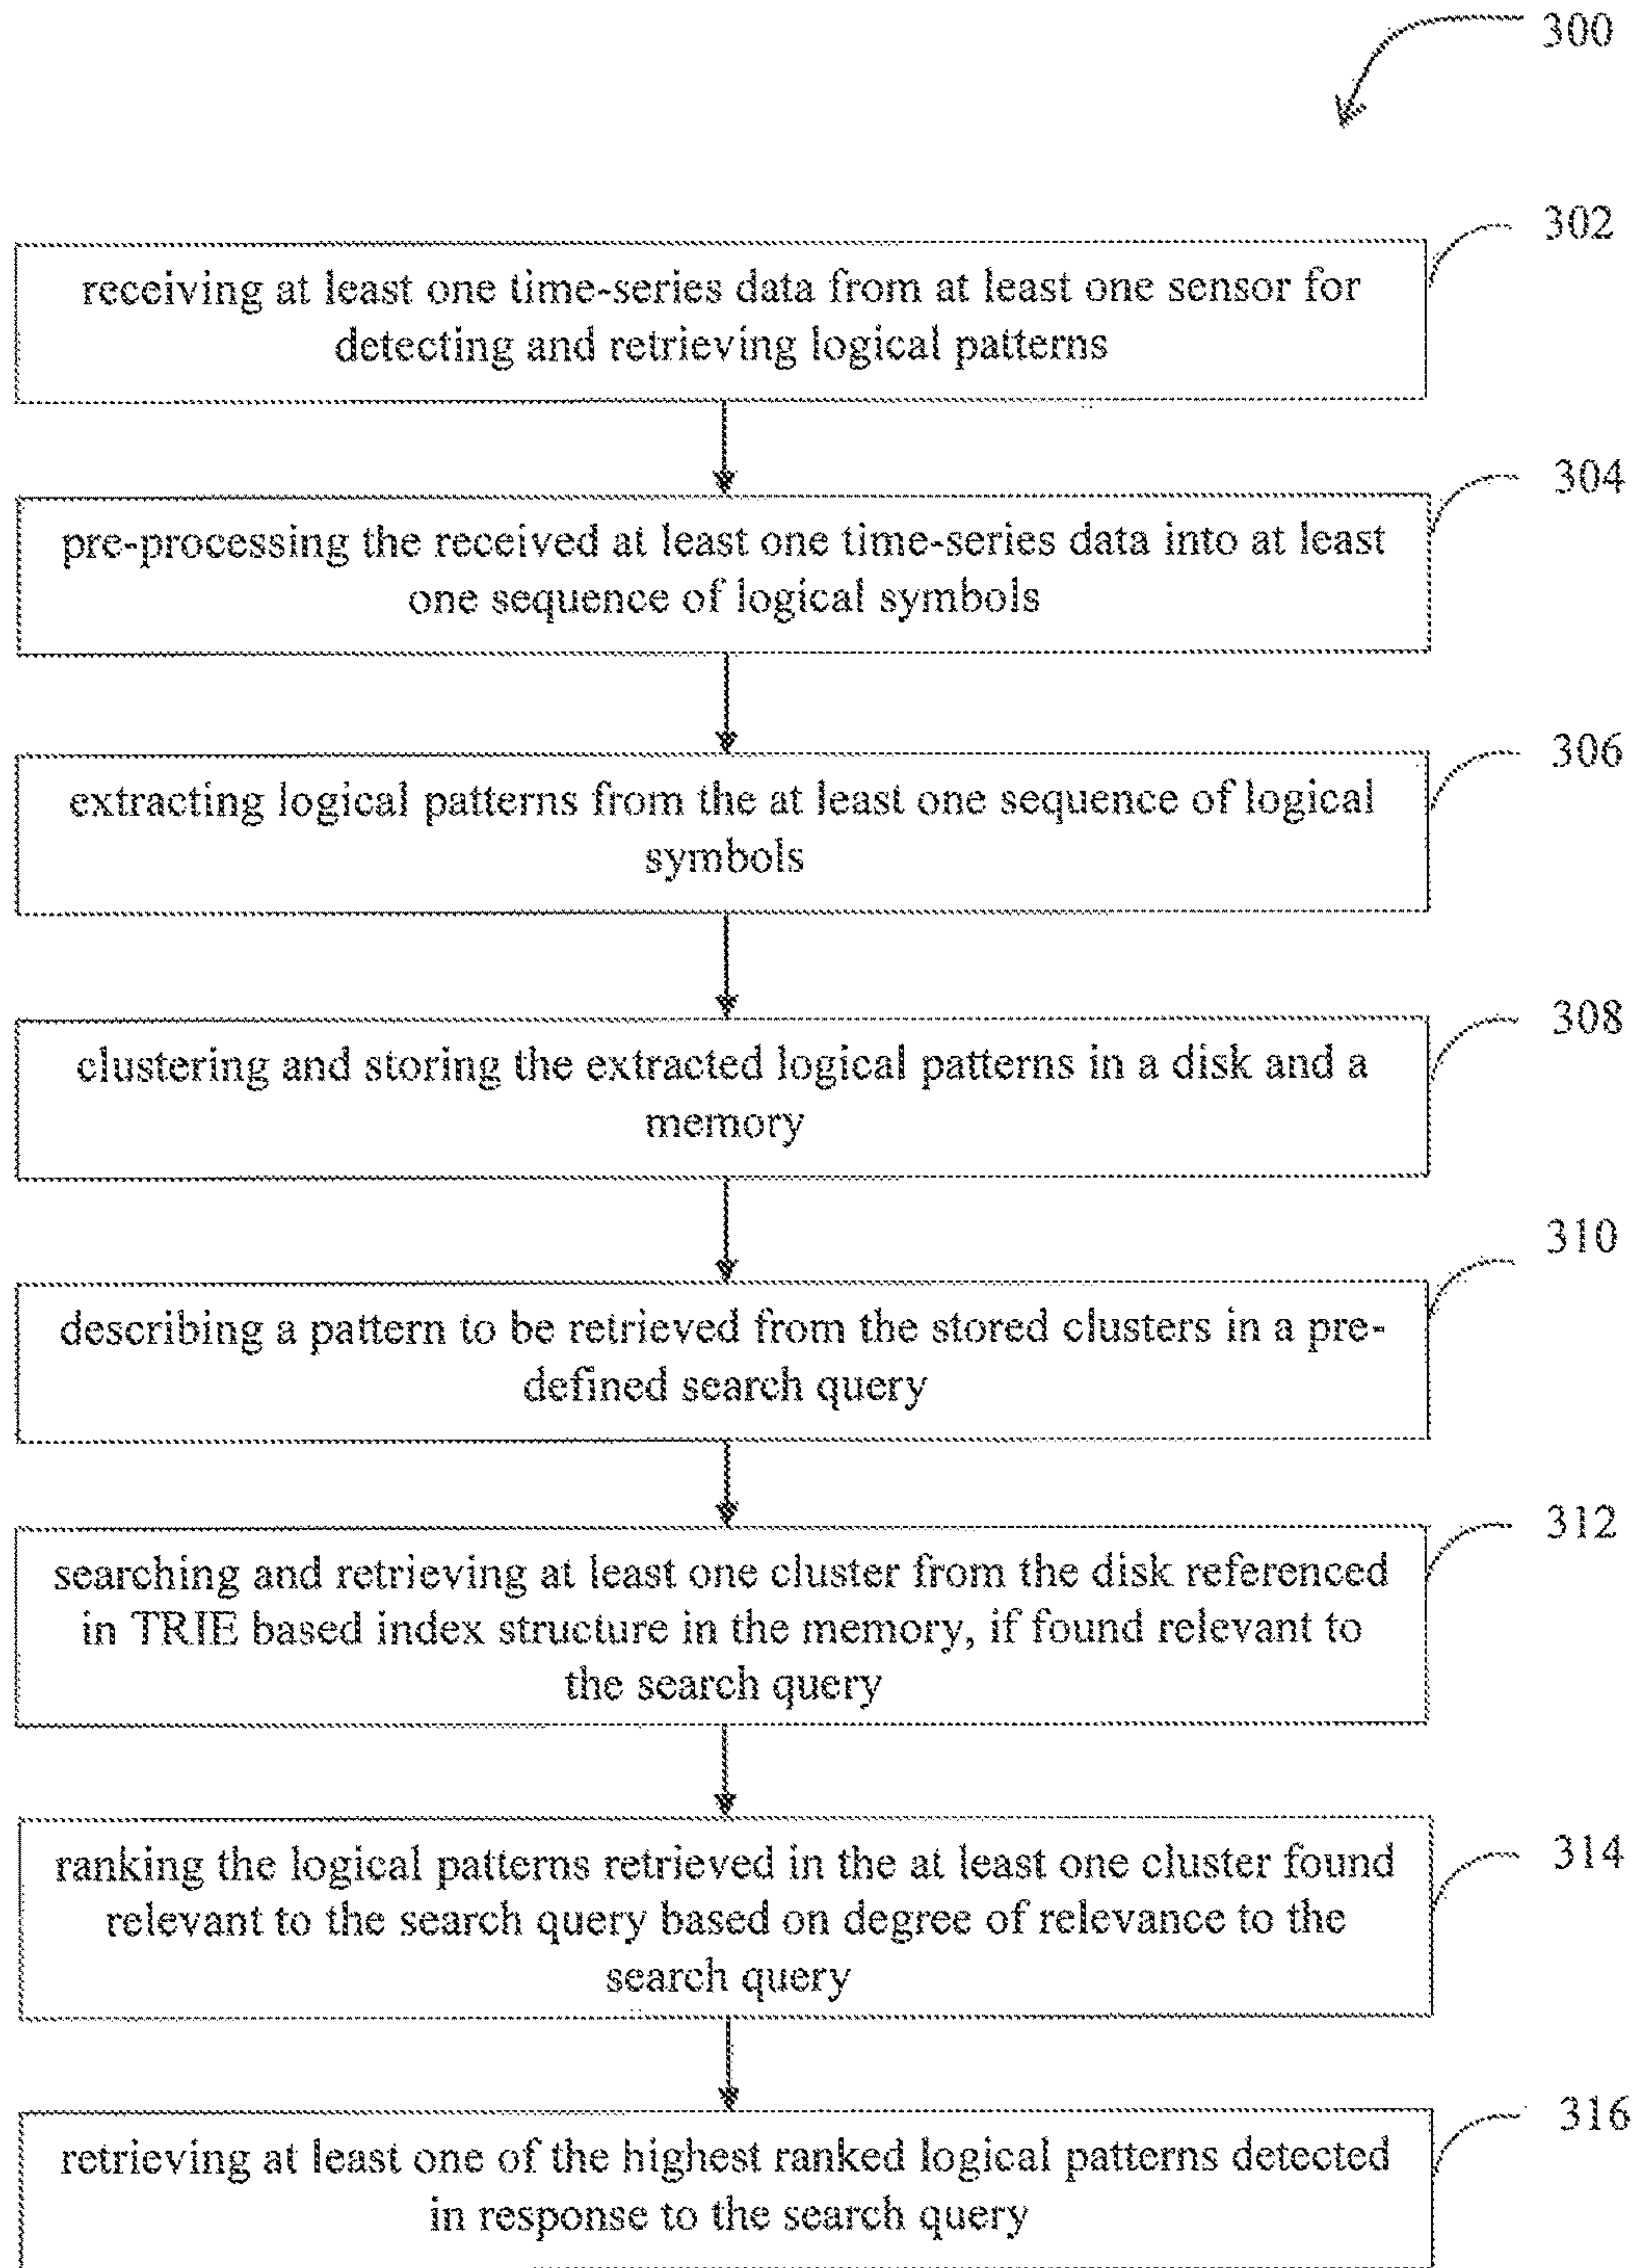 300
302
receiving at least one time-series data from at least one sensor for
detecting and retrieving logical patterns
304
pre-processing the received at least one time-series data into at least
one sequence of logical symbols
306
extracting logical patterns from the at least one sequence of logical
symbols
308
clustering and storing the extracted logical patterns in a disk and a
memory
310
describing a pattern to be retrieved from the stored clusters in a pre-
defined search query
312
searching and retrieving at least one cluster from the disk referenced
in TRIE based index structure in the memory, if found relevant to
the search query
314
ranking the logical patterns retrieved in the at least one cluster found
relevant to the search query based on degree of relevance to the
search query
316
retrieving at least one of the highest ranked logical patterns detected
in response to the search query